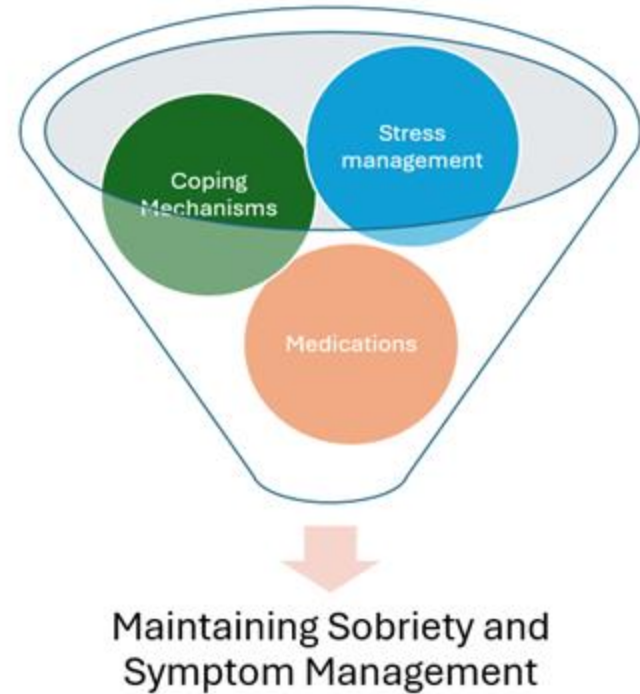 Stress
management
Coping
Mechanisms
Medications
Maintaining Sobriety and
Symptom Management